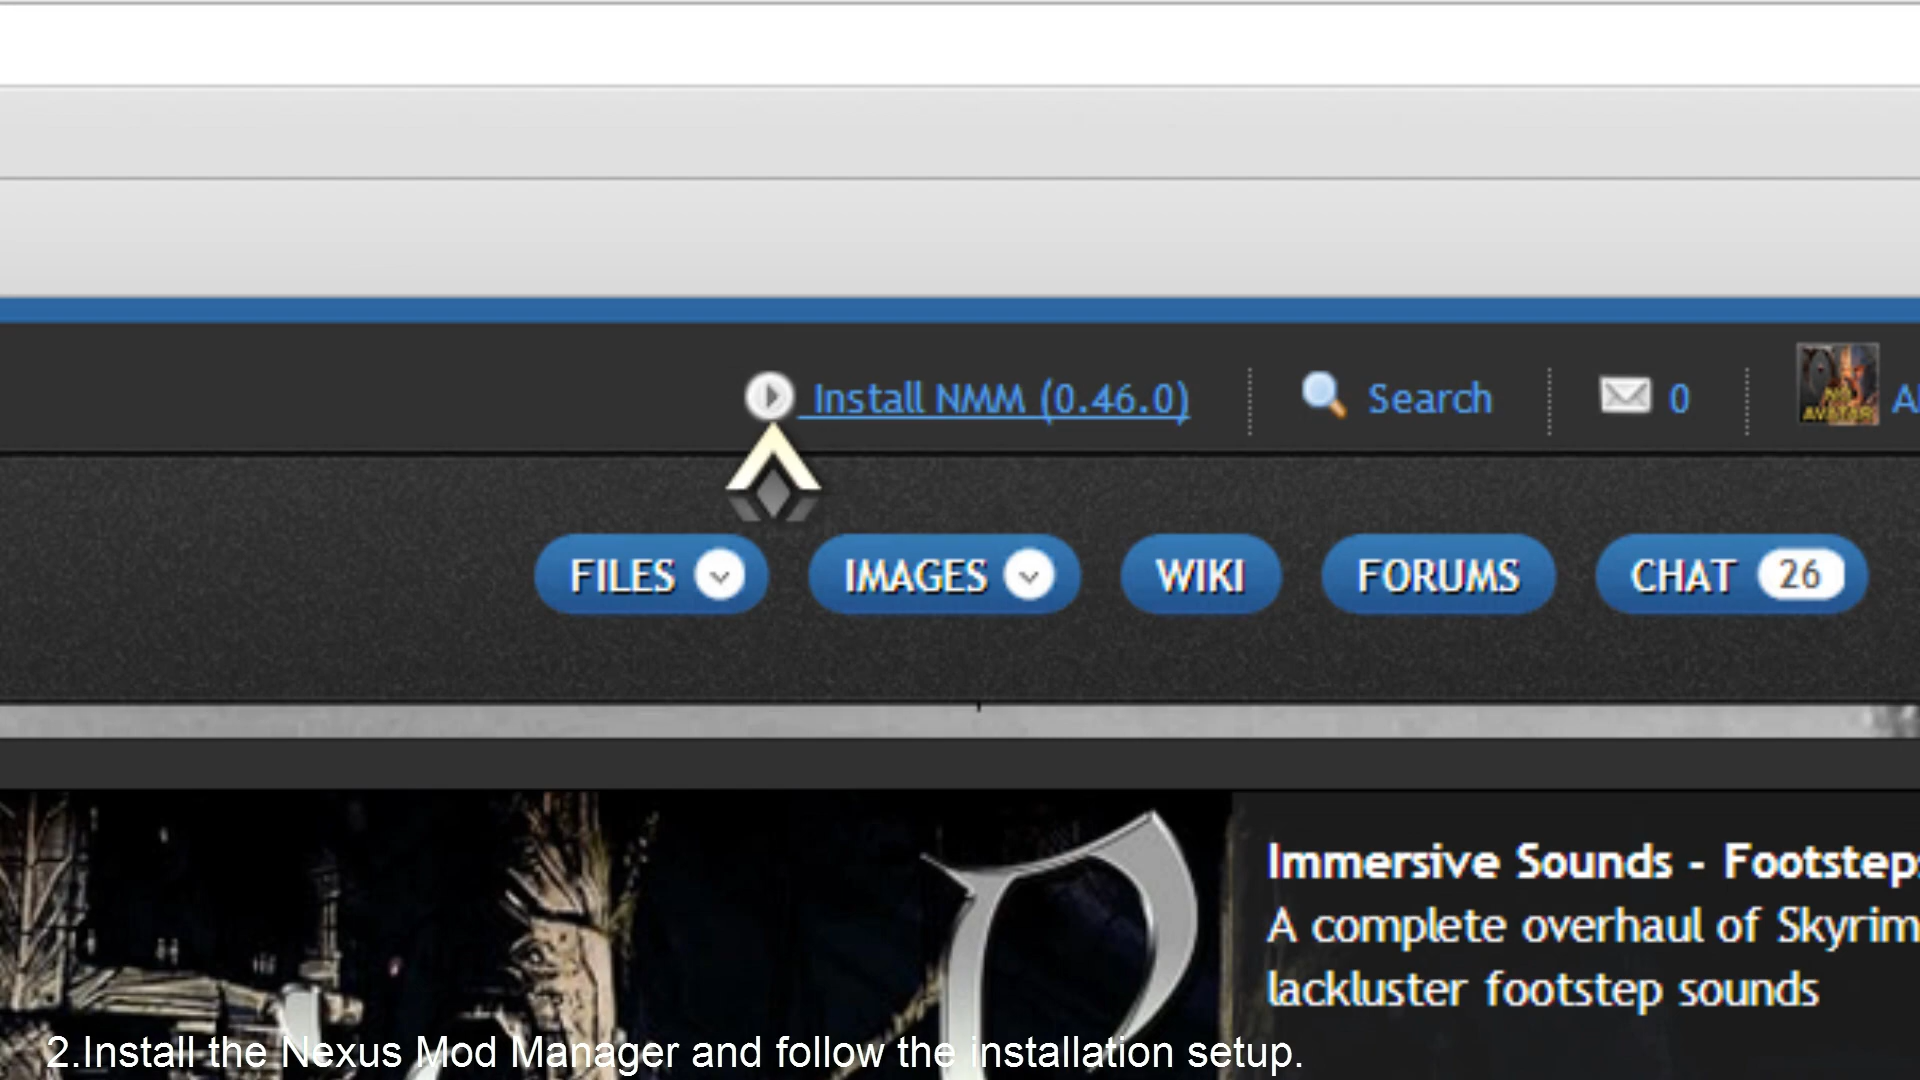 Install NMM (0.46.0)
Search
0
FILES
IMAGES
WIKI
FORUMS
CHAT 26
Immersive Sounds - Footsteps
A complete overhaul of Skyrim
lackluster footstep sounds
2.Install the Nexus Mod Manager and follow the installation setup.